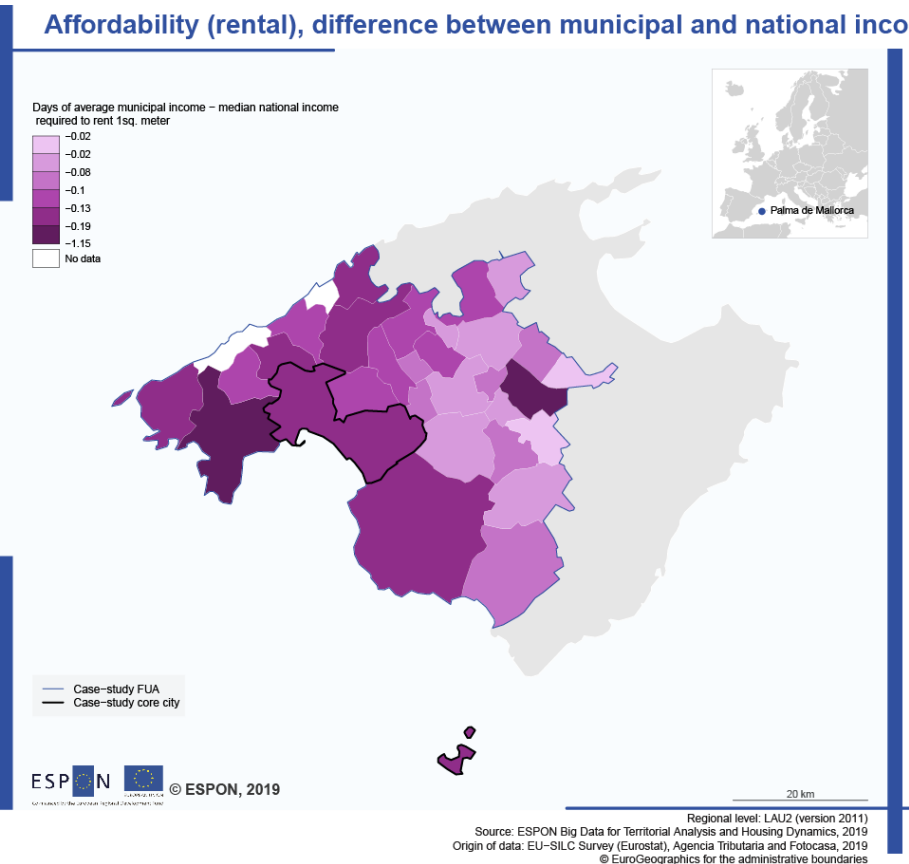 Affordability (rental), difference between municipal and national inco
Days of average municipal income − median national income
required to rent 1sq. meter
−0.02
−0.02
−0.08
−0.1
−0.13
−0.19
−1.15
No data
Palma de Mallorca
Case−study FUA
Case−study core city
ESPON
© ESPON, 2019
20 km
Regional level: LAU2 (version 2011)
Source: ESPON Big Data for Territorial Analysis and Housing Dynamics, 2019
Origin of data: EU−SILC Survey (Eurostat), Agencia Tributaria and Fotocasa, 2019
© EuroGeographics for the administrative boundaries